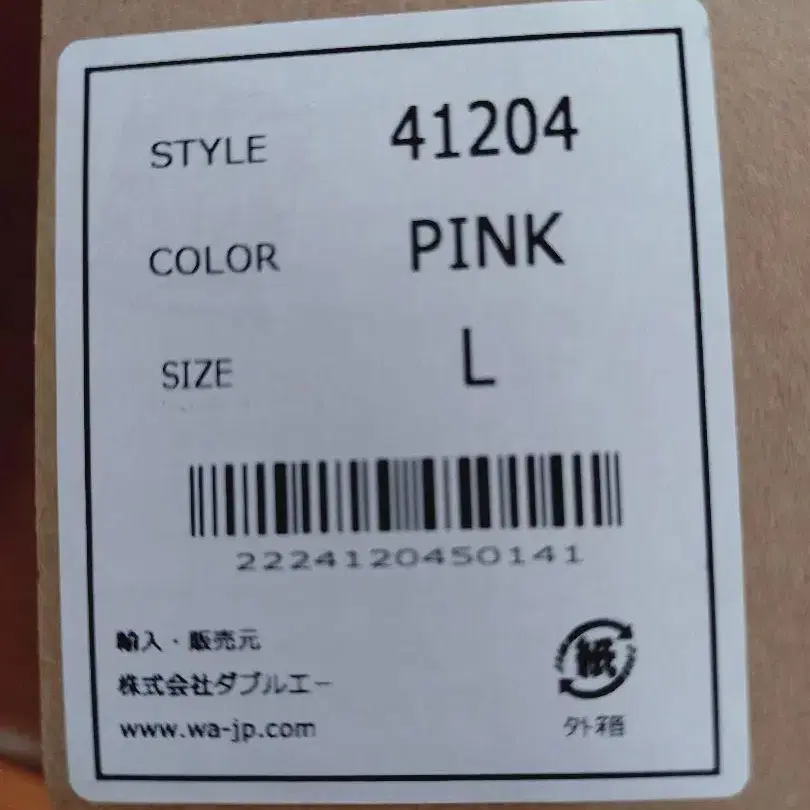 STYLE 41204
COLOR PINK
SIZE L
2224120450141
輸入・販売元
株式会社ダブルエー
www.wa-jp.com
紙
外箱